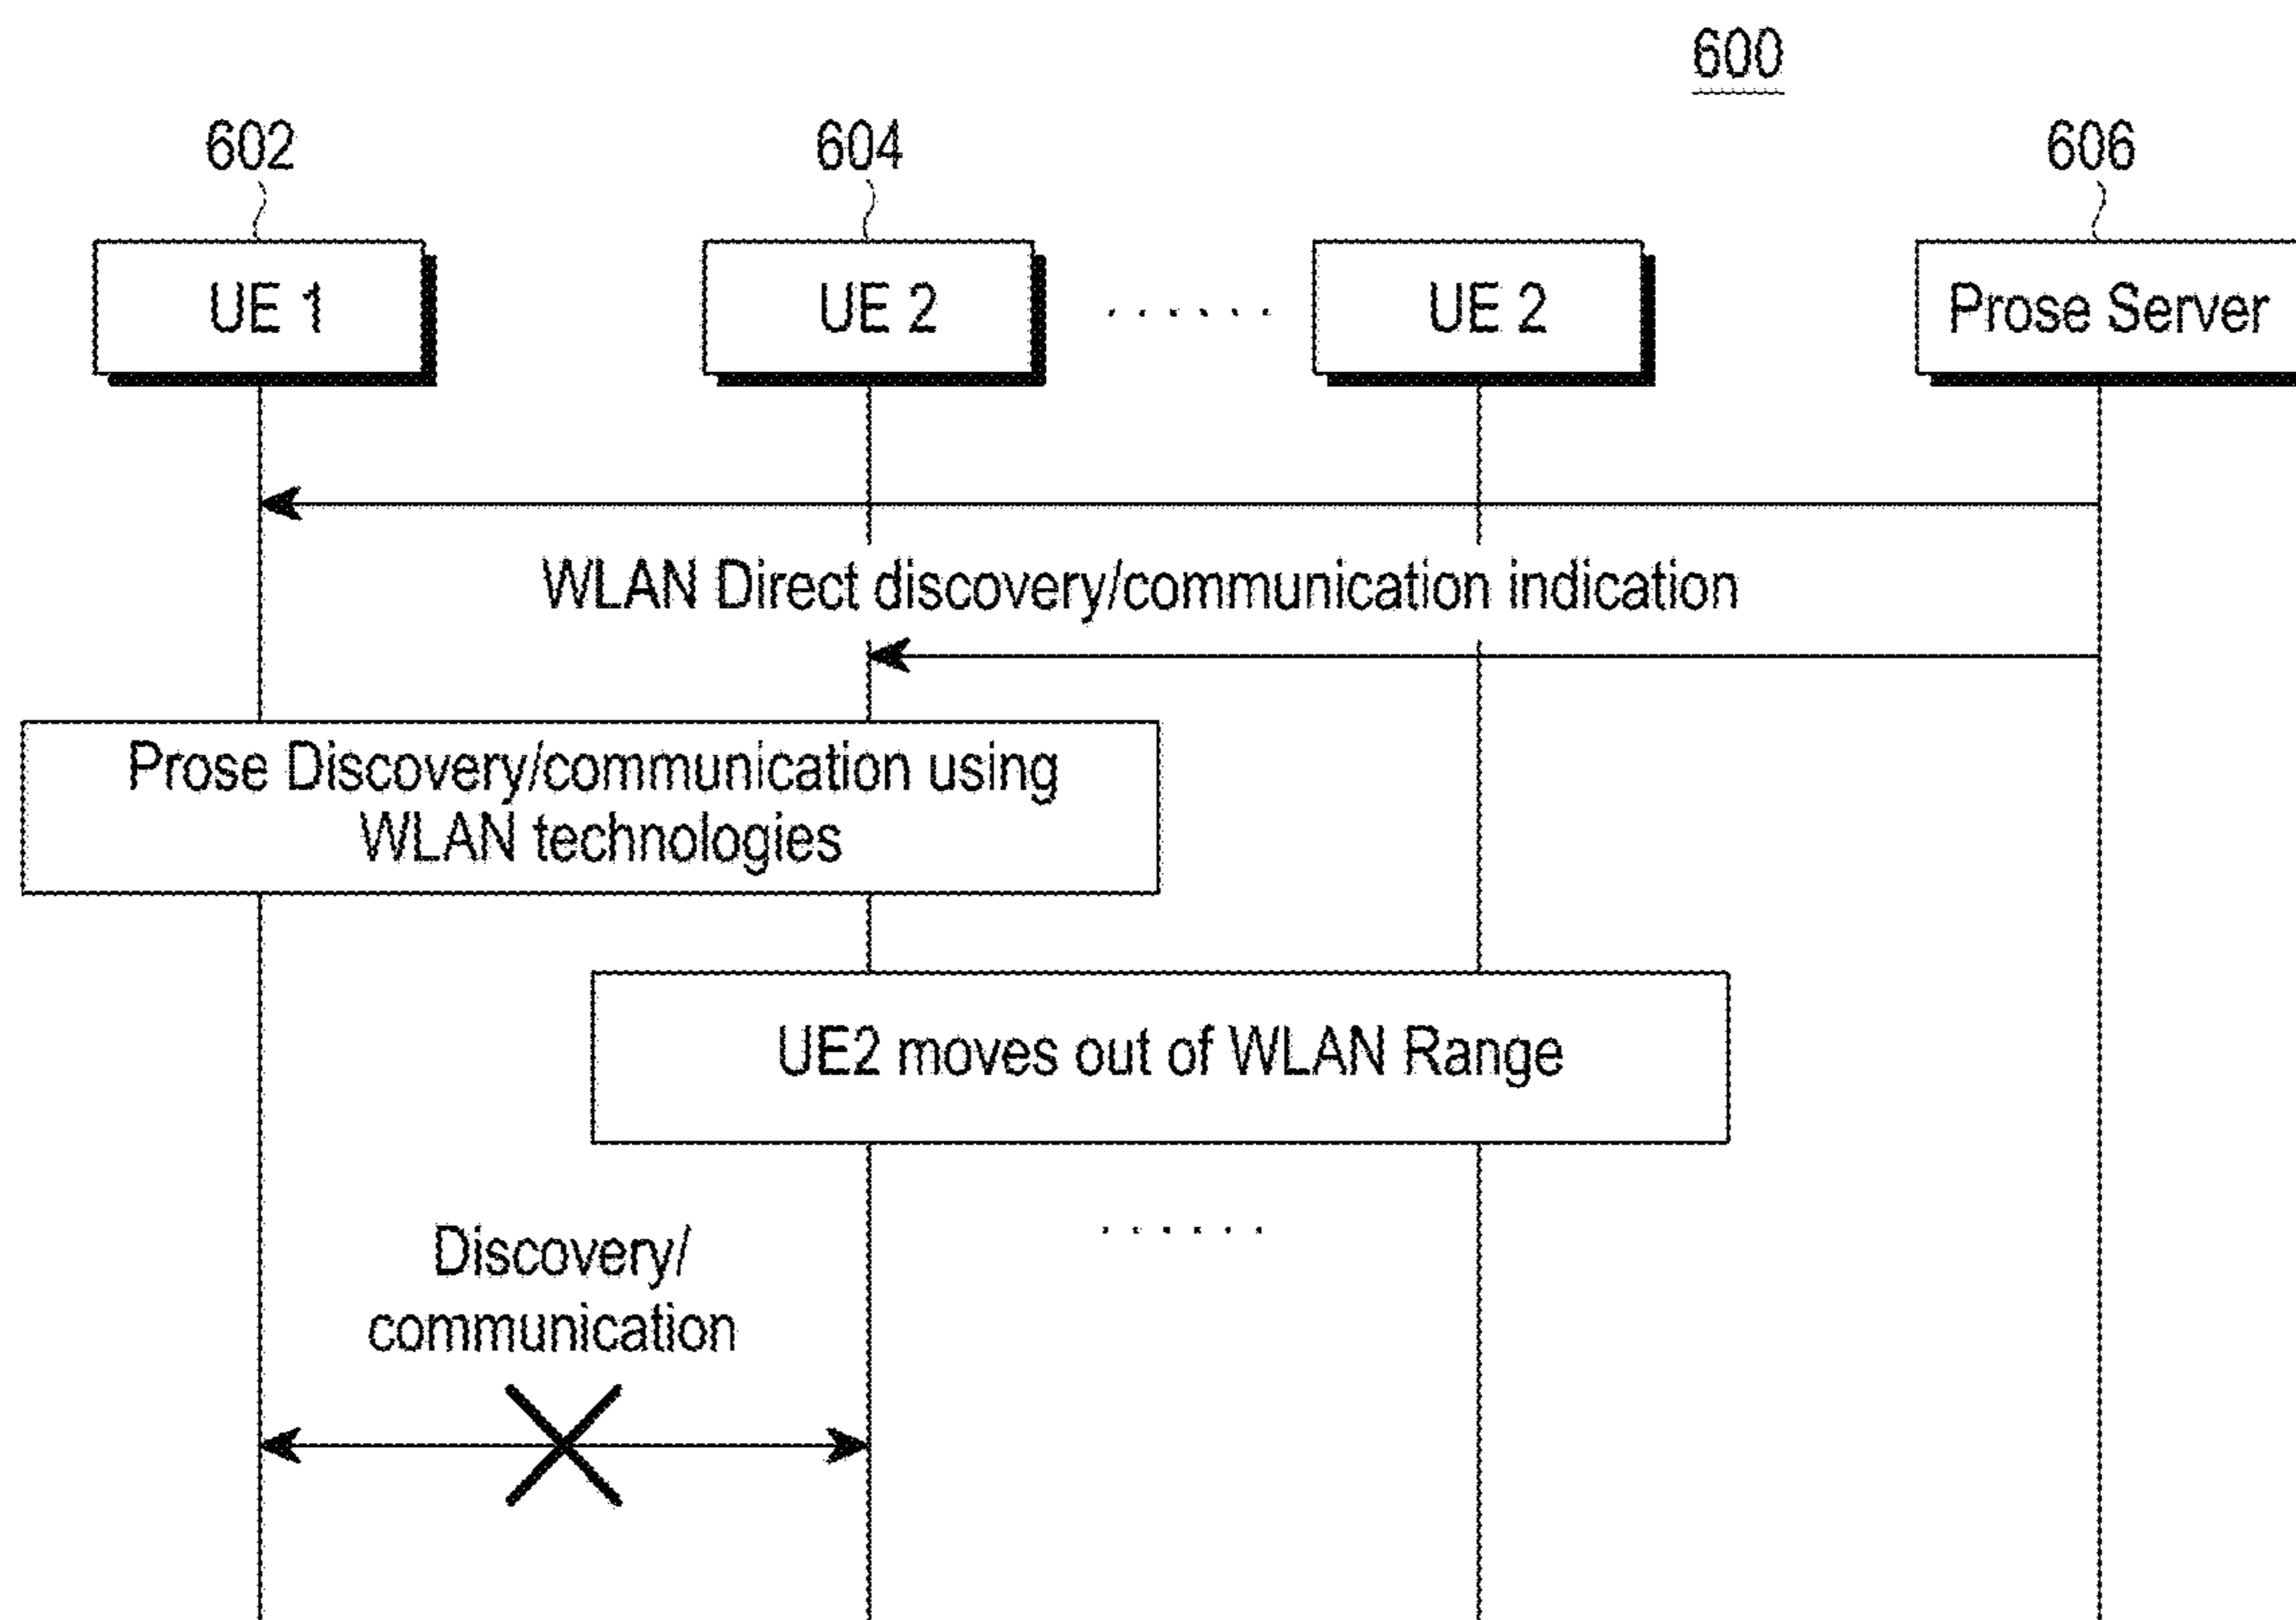 600
602
604
606
UE 1
UE 2
......
UE 2
Prose Server
WLAN Direct discovery/communication indication
Prose Discovery/communication using
WLAN technologies
UE2 moves out of WLAN Range
......
Discovery/
communication